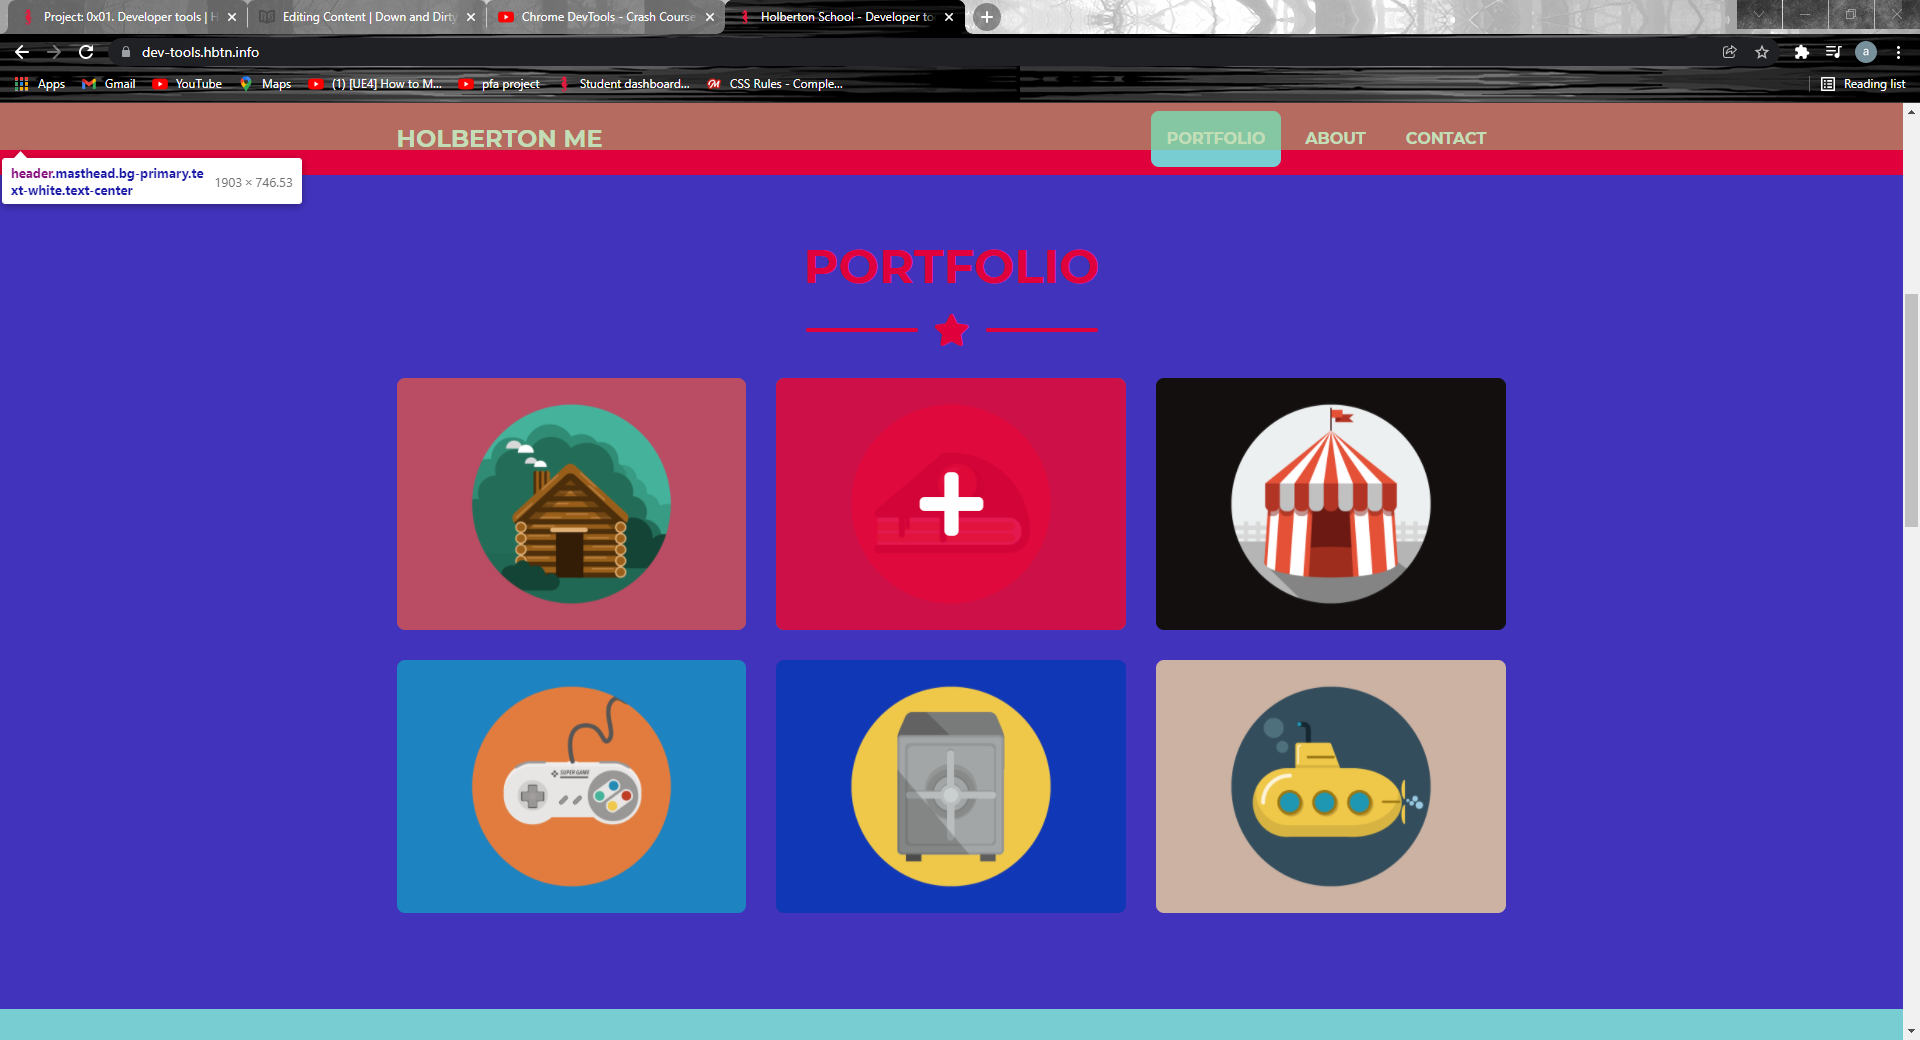 Project: 0x01. Developer tools | H
Editing Content | Down and Dirty
Chrome DevTools - Crash Course
Holberton School - Developer to
dev-tools.hbtn.info
a
Apps
Gmail
YouTube
Maps
(1) [UE4] How to M...
pfa project
Student dashboard...
CSS Rules - Comple...
Reading list
HOLBERTON ME
PORTFOLIO
ABOUT
CONTACT
header.masthead.bg-primary.te
xt-white.text-center
1903 × 746.53
PORTFOLIO
SUPER GAME